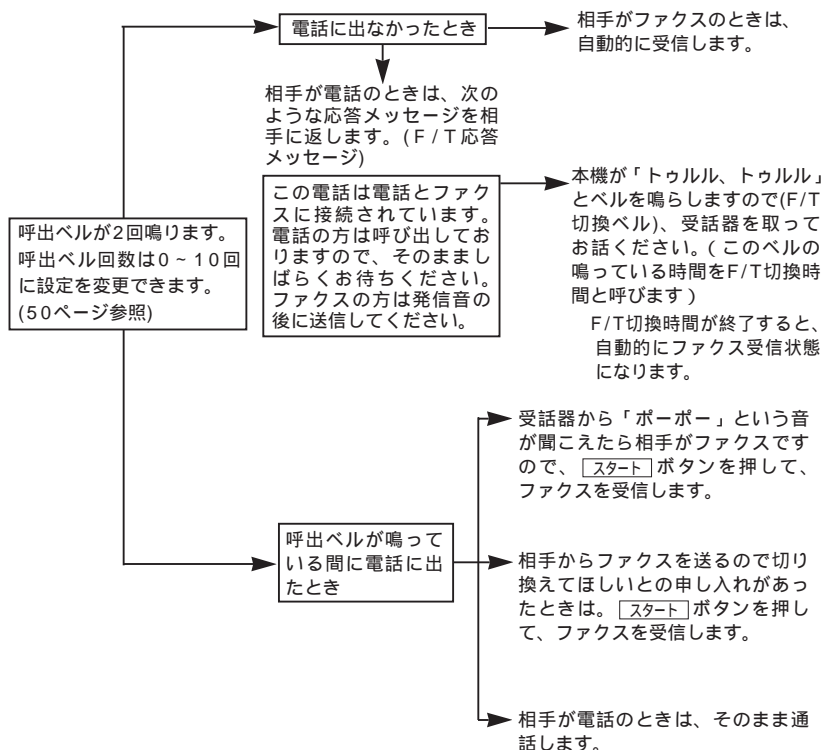 電話に出なかったとき
相手がファクスのときは、
自動的に受信します。
相手が電話のときは、次の
ような応答メッセージを相
手に返します。(F/T応答
メッセージ)
この電話は電話とファク
スに接続されています。
電話の方は呼び出してお
りますので、そのままし
ばらくお待ちください。
ファクスの方は発信音の
後に送信してください。
本機が「トゥルル、トゥルル」
とベルを鳴らしますので(F/T
切換ベル)、受話器を取って
お話ください。(このベルの
鳴っている時間をF/T切換時
間と呼びます)
F/T切換時間が終了すると、
自動的にファクス受信状態
になります。
呼出ベルが2回鳴ります。
呼出ベル回数は0~10回
に設定を変更できます。
(50ページ参照)
呼出ベルが鳴って
いる間に電話に出
たとき
受話器から「ポーポー」という音
が聞こえたら相手がファクスです
ので、スタートボタンを押して、
ファクスを受信します。
相手からファクスを送るので切り
換えてほしいとの申し入れがあっ
たときは。スタートボタンを押し
て、ファクスを受信します。
相手が電話のときは、そのまま通
話します。